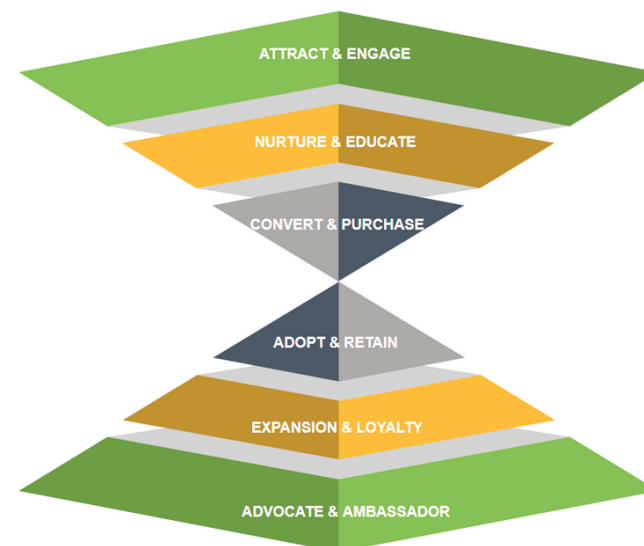 ATTRACT & ENGAGE
NURTURE & EDUCATE
CONVERT & PURCHASE
ADOPT & RETAIN
EXPANSION & LOYALTY
ADVOCATE & AMBASSADOR